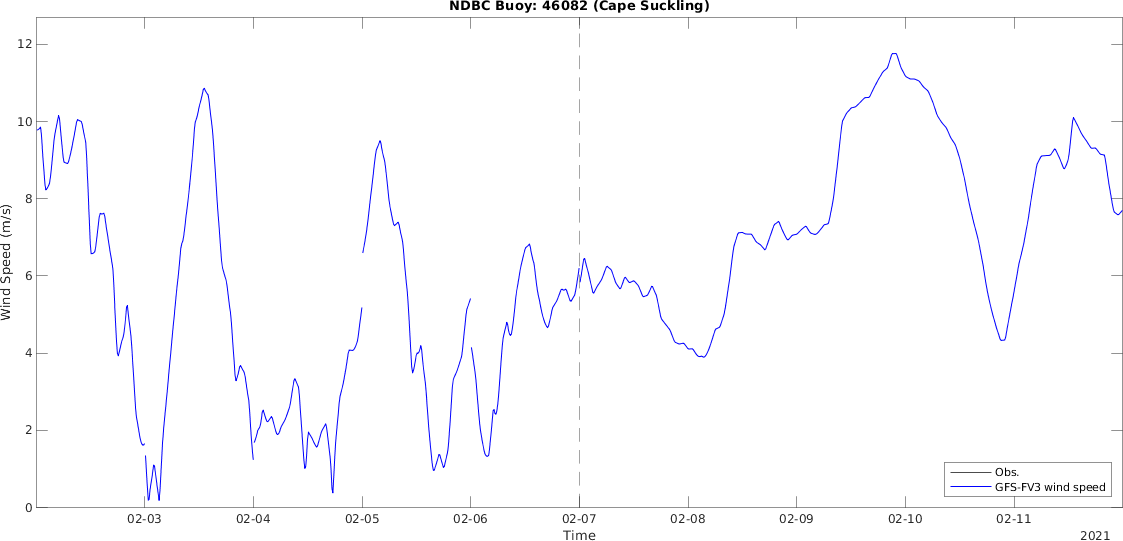 NDBC Buoy: 46082 (Cape Suckling)
12
10
8
6
4
2
0
Wind Speed (m/s)
02-03 02-04 02-05 02-06 02-07 02-08 02-09 02-10 02-11
Time
2021
Obs.
GFS-FV3 wind speed